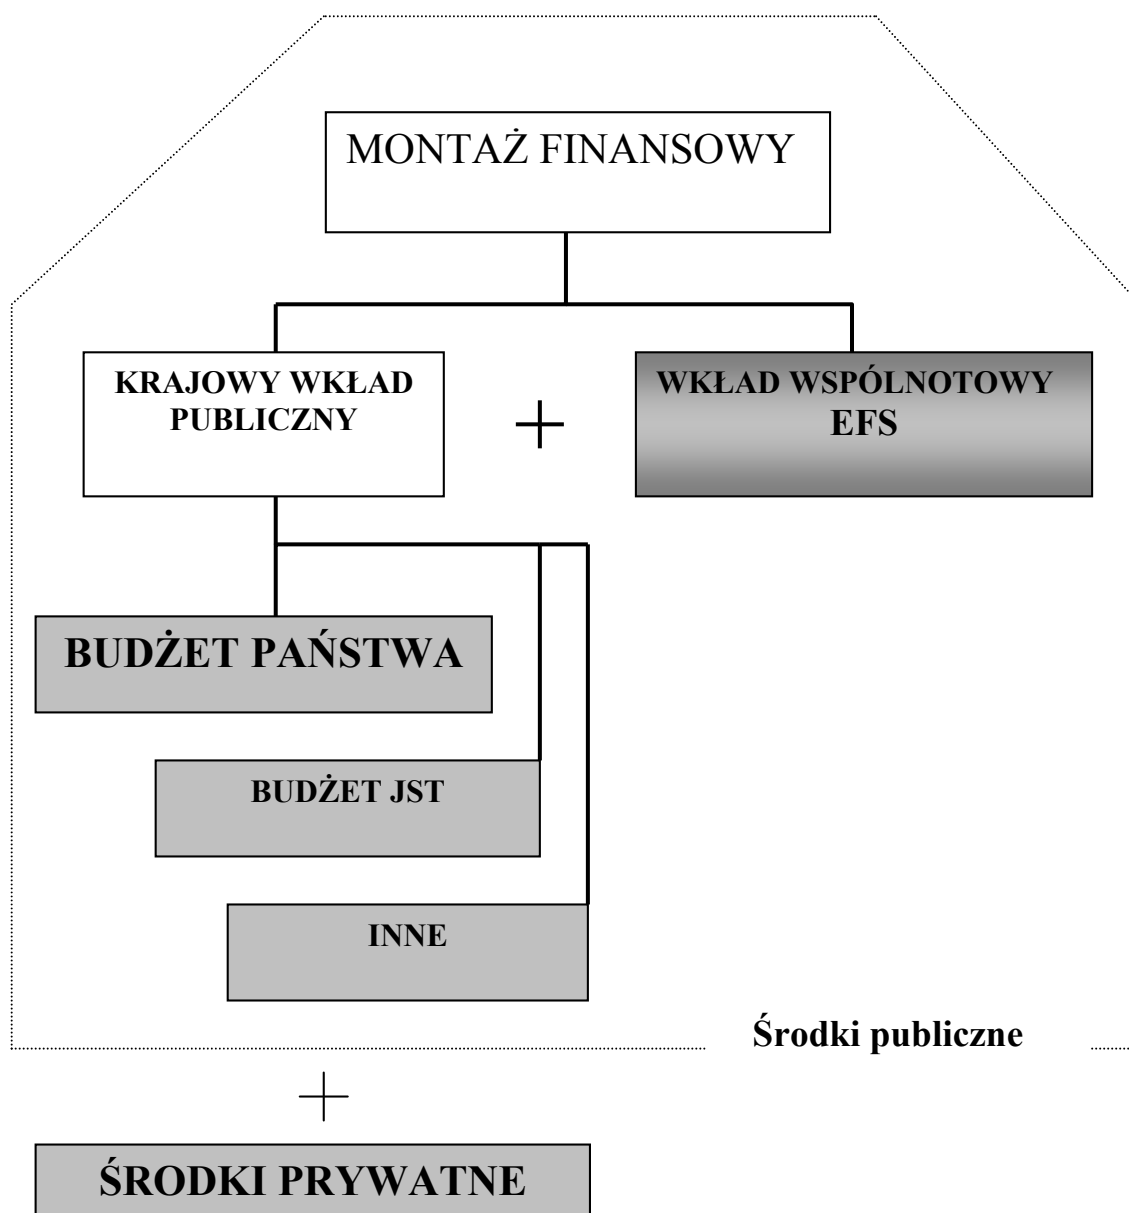 MONTAŻ FINANSOWY
KRAJOWY WKŁAD
PUBLICZNY
+
WKŁAD WSPÓLNOTOWY
EFS
BUDŻET PAŃSTWA
BUDŻET JST
INNE
Środki publiczne
+
ŚRODKI PRYWATNE